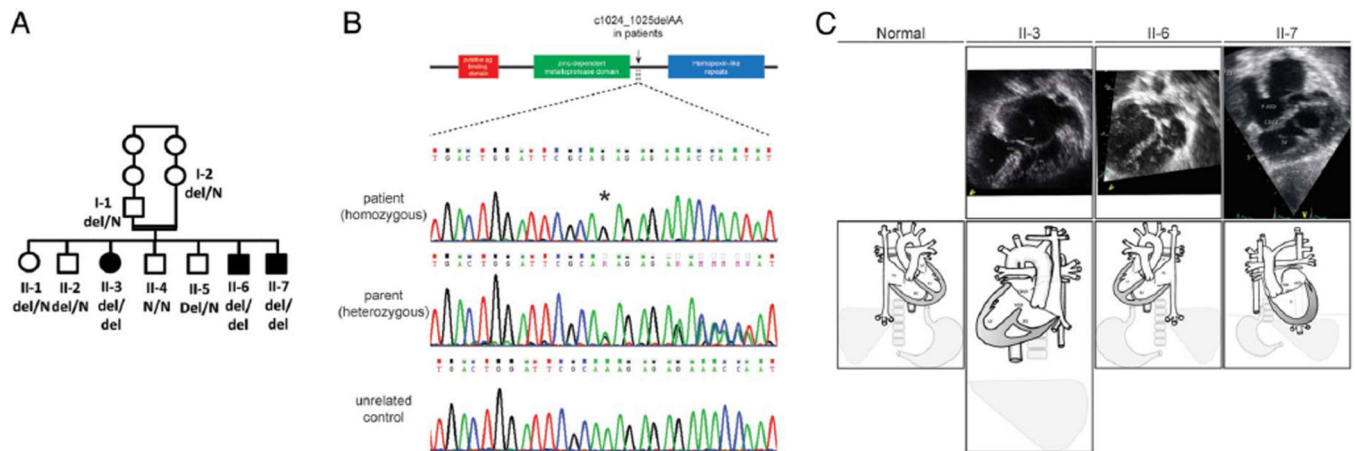 A
I-2
del/N
I-1
del/N
II-1
del/N
II-2
del/N
II-3
del/
del
II-4
N/N
II-5
Del/N
II-6
del/
del
II-7
del/
del
B
c1024_1025delAA
in patients
putative pg
binding
domain
zinc-dependent
metalloprotease domain
Hemopexin-like
repeats
T G A C T G G A T T C G C A G A G A G A A A C C A A T A T
patient
(homozygous)
*
T G A C T G G A T T C G C A R A G A G A
parent
(heterozygous)
T G A C T G G A T T C G C A A A G A G A G A A A C C A A T
unrelated
control
C
Normal
II-3
II-6
II-7